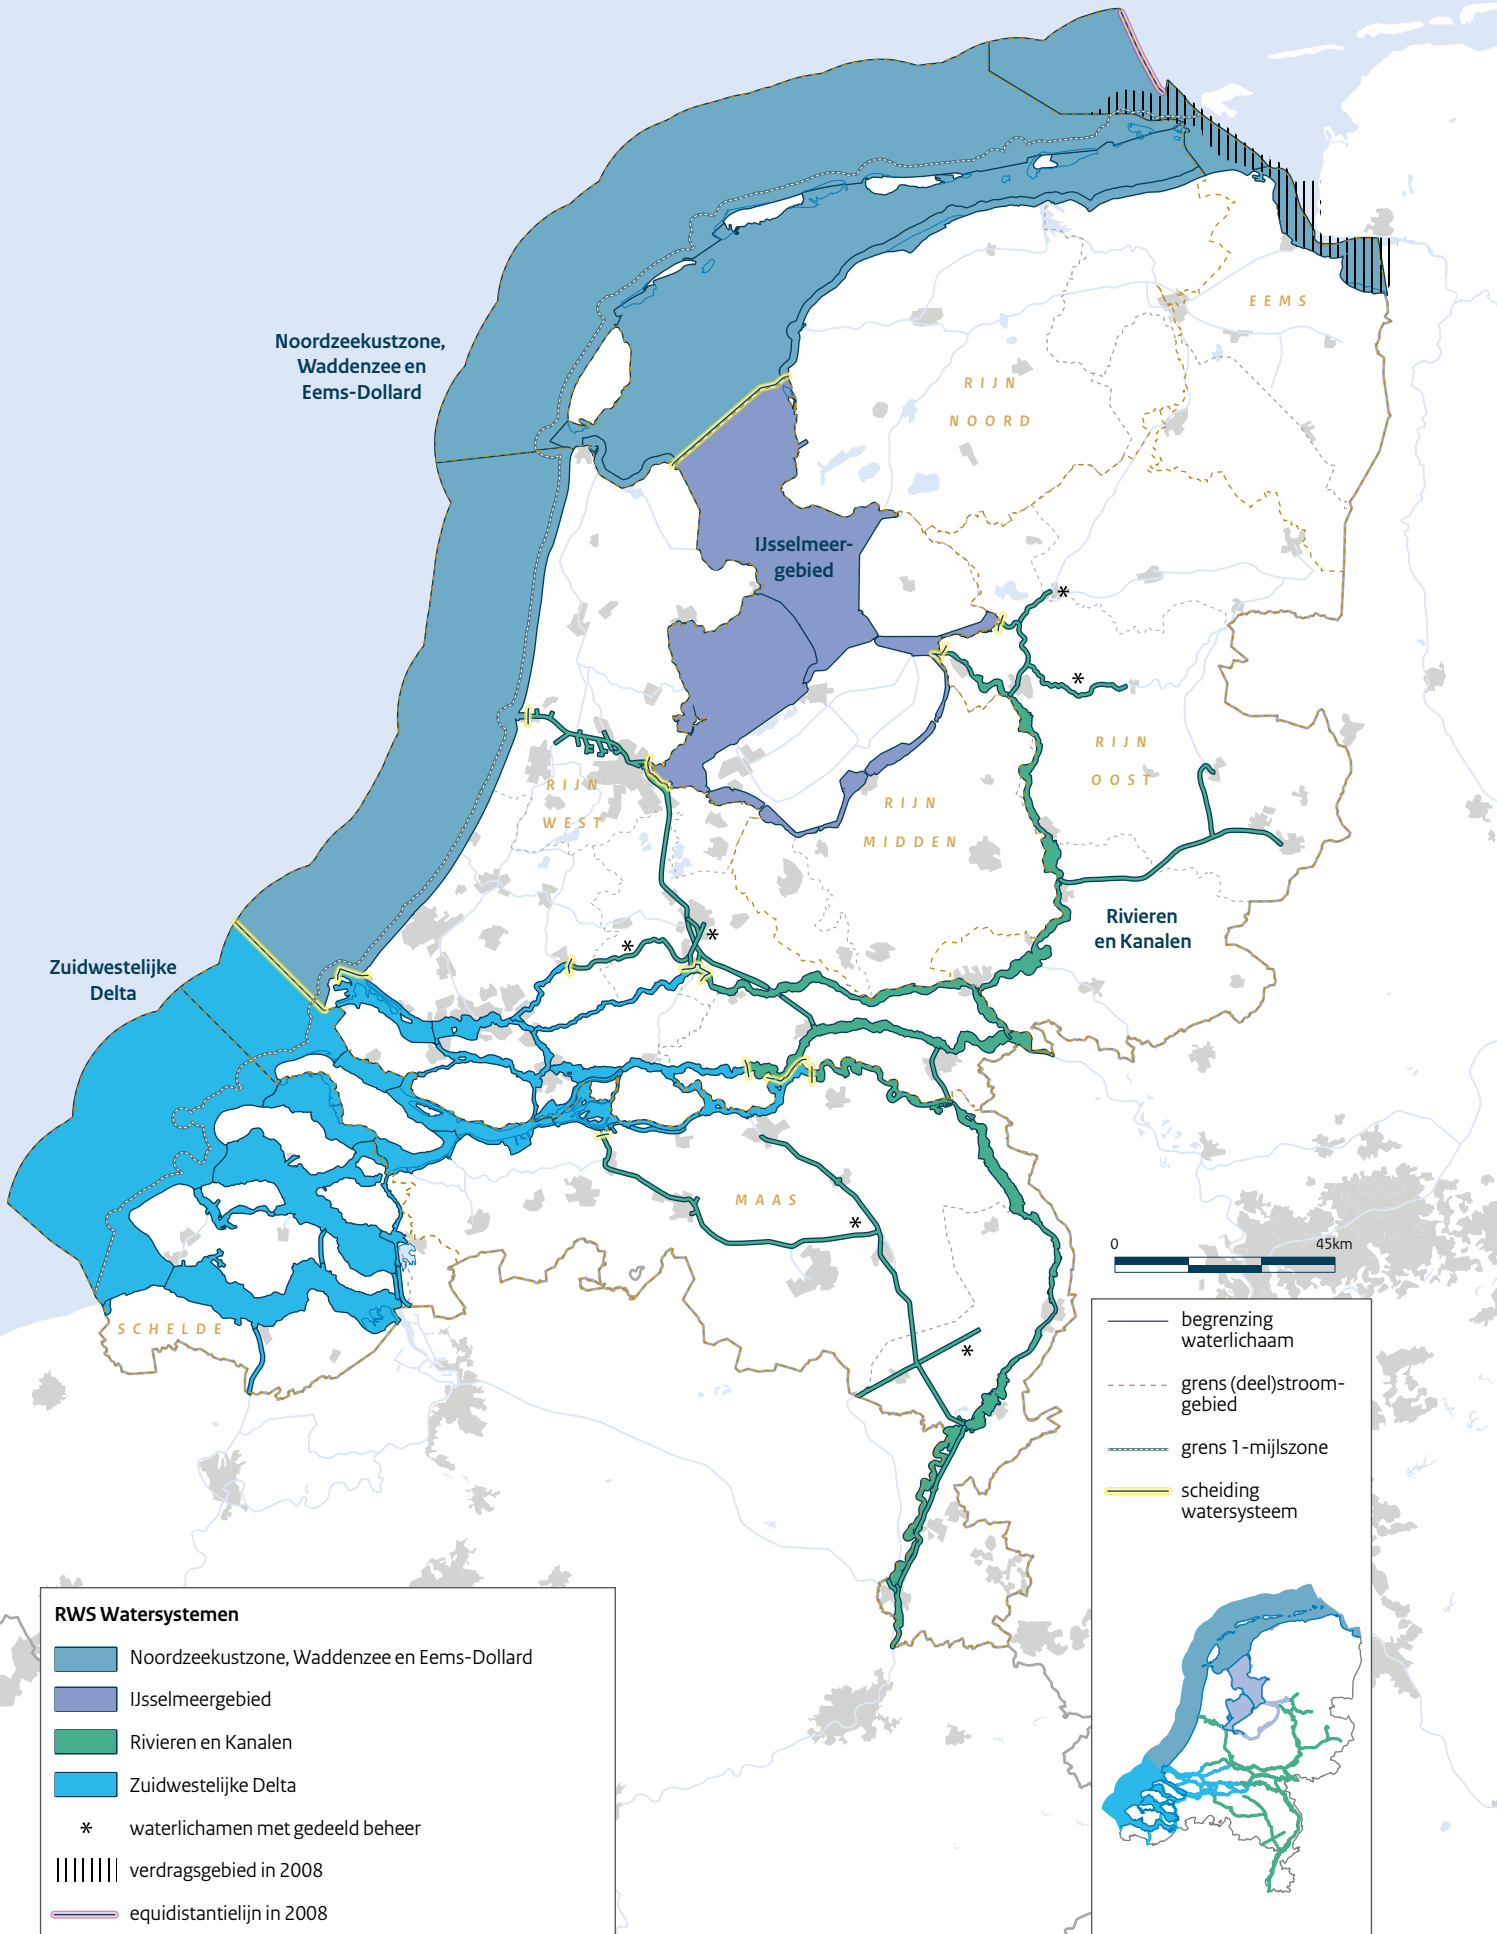 Noordzeekustzone,
Waddenzee en
Eems-Dollard
EEMS
RIJN
NOORD
IJsselmeer-
gebied
RIJN
OOST
RIJN
WEST
RIJN
MIDDEN
Rivieren
en Kanalen
Zuidwestelijke
Delta
MAAS
SCHELDE
*
*
*
*
*
*
0 45km
begrenzing
waterlichaam
grens (deel)stroom-
gebied
grens 1-mijlszone
scheiding
watersysteem
RWS Watersystemen
Noordzeekustzone, Waddenzee en Eems-Dollard
IJsselmeergebied
Rivieren en Kanalen
Zuidwestelijke Delta
* waterlichamen met gedeeld beheer
verdragsgebied in 2008
equidistantielijn in 2008